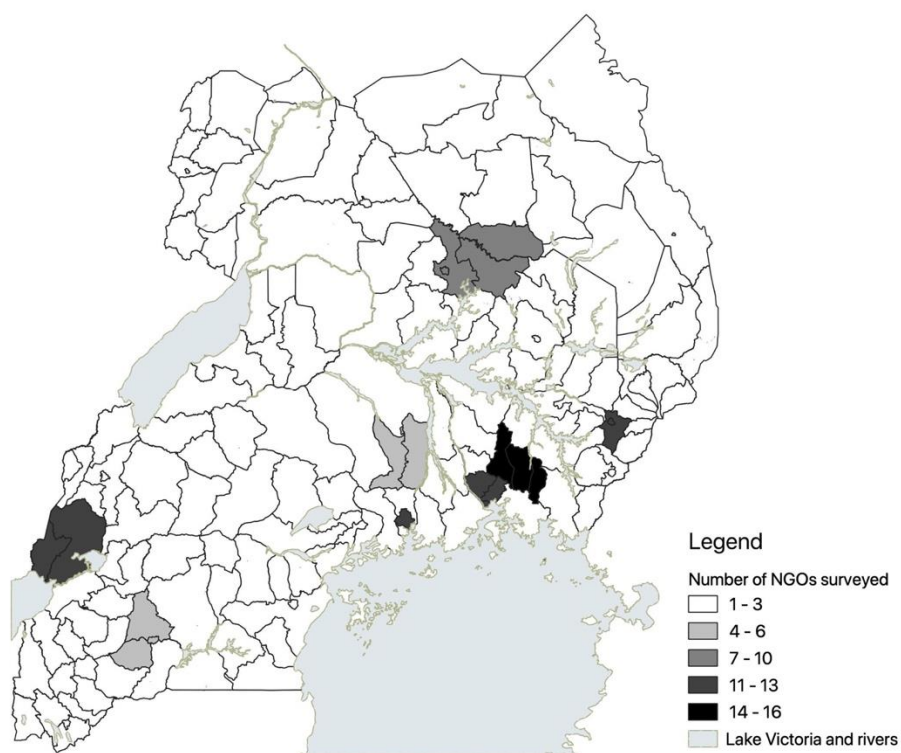 Legend
Number of NGOs surveyed
1 - 3
4 - 6
7 - 10
11 - 13
14 - 16
Lake Victoria and rivers